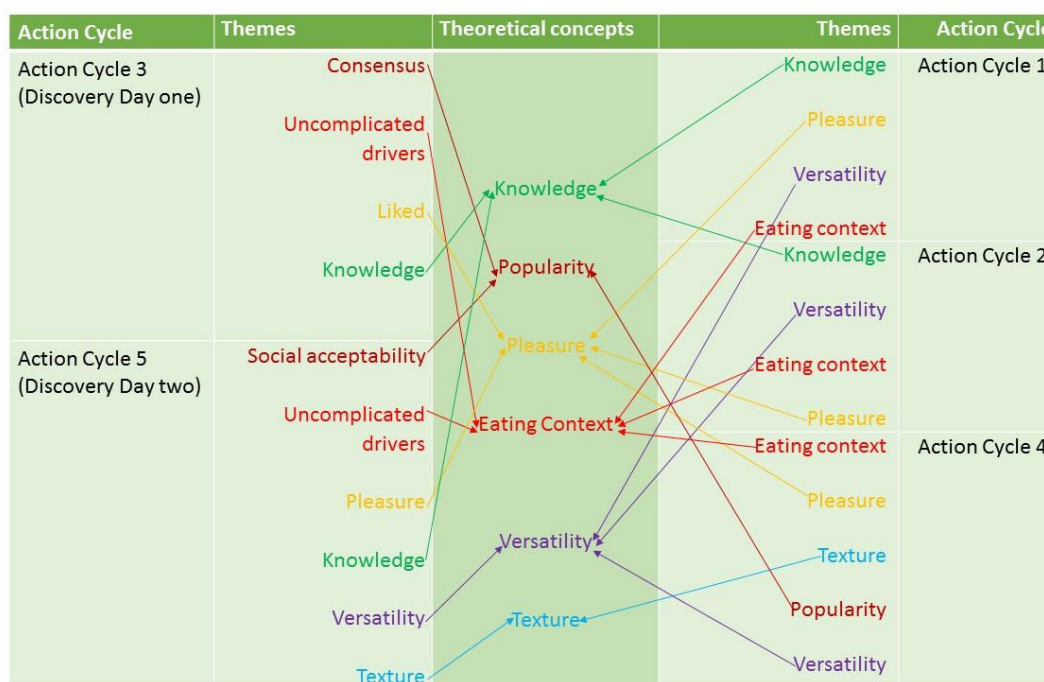 Action Cycle
Themes
Theoretical concepts
Themes
Action Cycle
Action Cycle 3
(Discovery Day one)
Consensus
Uncomplicated
drivers
Liked
Knowledge
Action Cycle 5
(Discovery Day two)
Social acceptability
Uncomplicated
drivers
Pleasure
Knowledge
Versatility
Texture
Knowledge
Popularity
Pleasure
Eating Context
Versatility
Texture
Knowledge
Pleasure
Versatility
Eating context
Action Cycle 1
Knowledge
Versatility
Eating context
Pleasure
Action Cycle 2
Eating context
Pleasure
Texture
Popularity
Versatility
Action Cycle 4